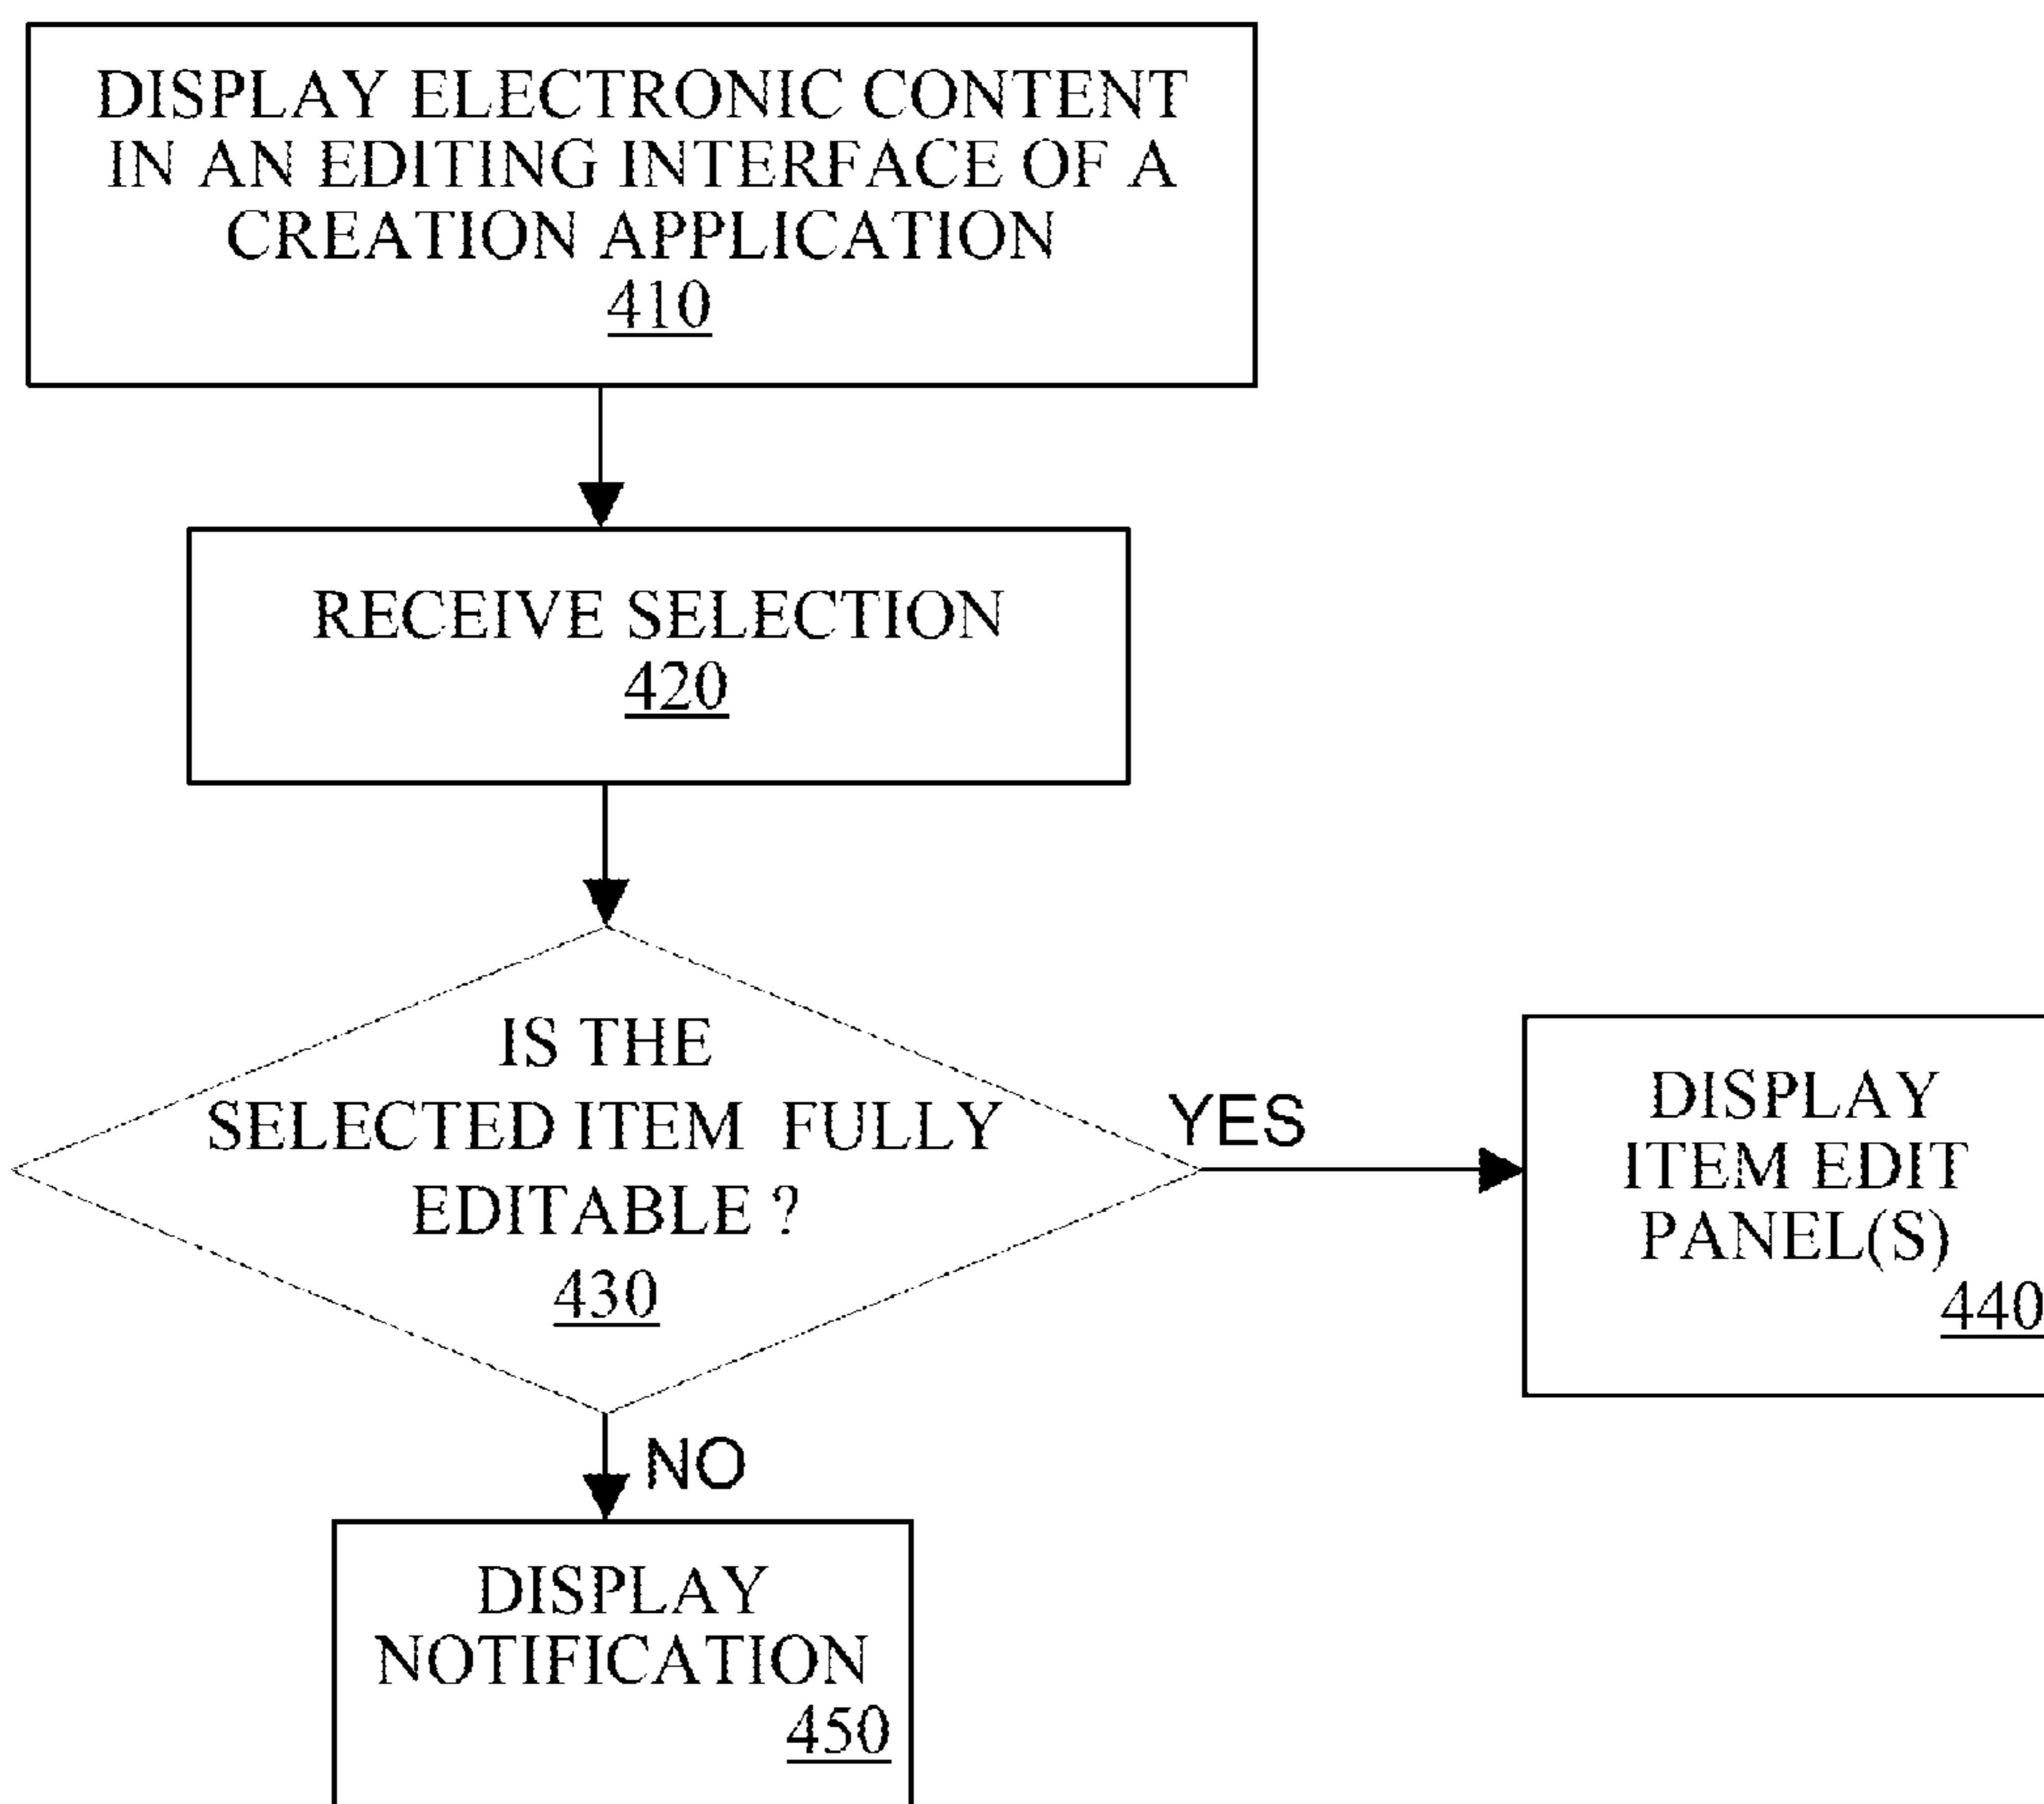 DISPLAY ELECTRONIC CONTENT
IN AN EDITING INTERFACE OF A
CREATION APPLICATION
410
RECEIVE SELECTION
420
IS THE
SELECTED ITEM FULLY
EDITABLE ?
430
YES
DISPLAY
ITEM EDIT
PANEL(S)
440
NO
DISPLAY
NOTIFICATION
450